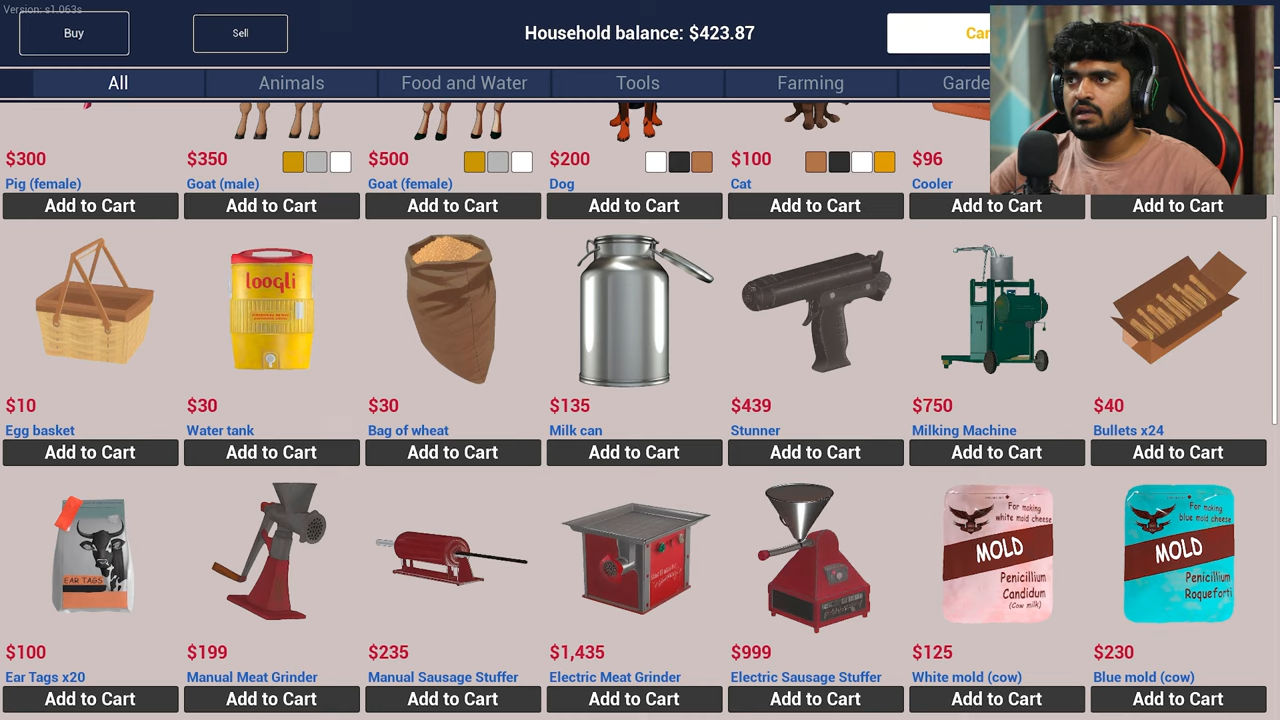 Version: s1.063s
Buy
Sell
Household balance: $423.87
All
Animals
Food and Water
Tools
Farming
$300
$350
$500
$200
$100
$96
Pig (female)
Goat (male)
Goat (female)
Dog
Cat
Cooler
Add to Cart
Add to Cart
Add to Cart
Add to Cart
Add to Cart
Add to Cart
Add to Cart
looqli
$10
$30
$30
$135
$439
$750
$40
Egg basket
Water tank
Bag of wheat
Milk can
Stunner
Milking Machine
Bullets x24
Add to Cart
Add to Cart
Add to Cart
Add to Cart
Add to Cart
Add to Cart
Add to Cart
EAR TAGS
For making
white mold cheese
MOLD
Penicillium
Candidum
(Cow milk)
For making
blue mold cheese
MOLD
Penicillium
Roqueforti
$100
$199
$235
$1,435
$999
$125
$230
Ear Tags x20
Manual Meat Grinder
Manual Sausage Stuffer
Electric Meat Grinder
Electric Sausage Stuffer
White mold (cow)
Blue mold (cow)
Add to Cart
Add to Cart
Add to Cart
Add to Cart
Add to Cart
Add to Cart
Add to Cart